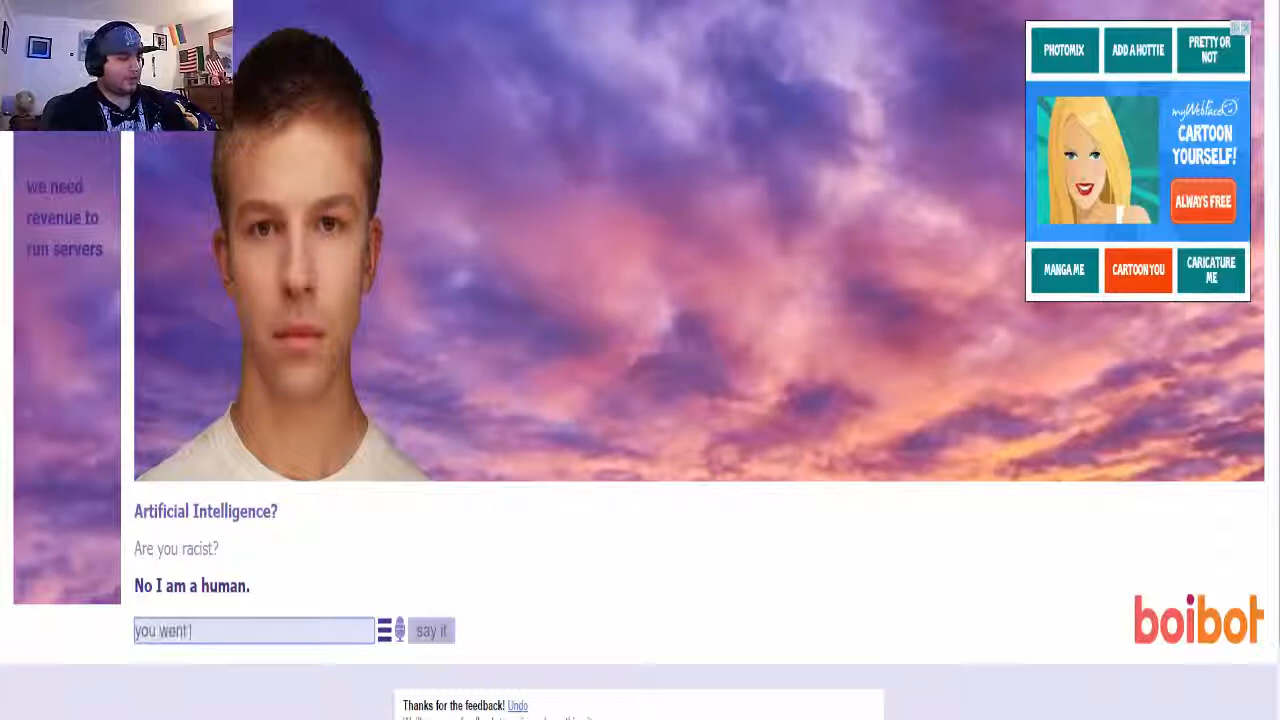 we need
revenue to
run servers
PHOTOMIX
ADD A HOTTIE
PRETTY OR
NOT
myWebFace
CARTOON
YOURSELF!
ALWAYS FREE
MANGA ME
CARTOON YOU
CARICATURE
ME
Artificial Intelligence?
Are you racist?
No I am a human.
you went
say it
boibot
Thanks for the feedback! Undo